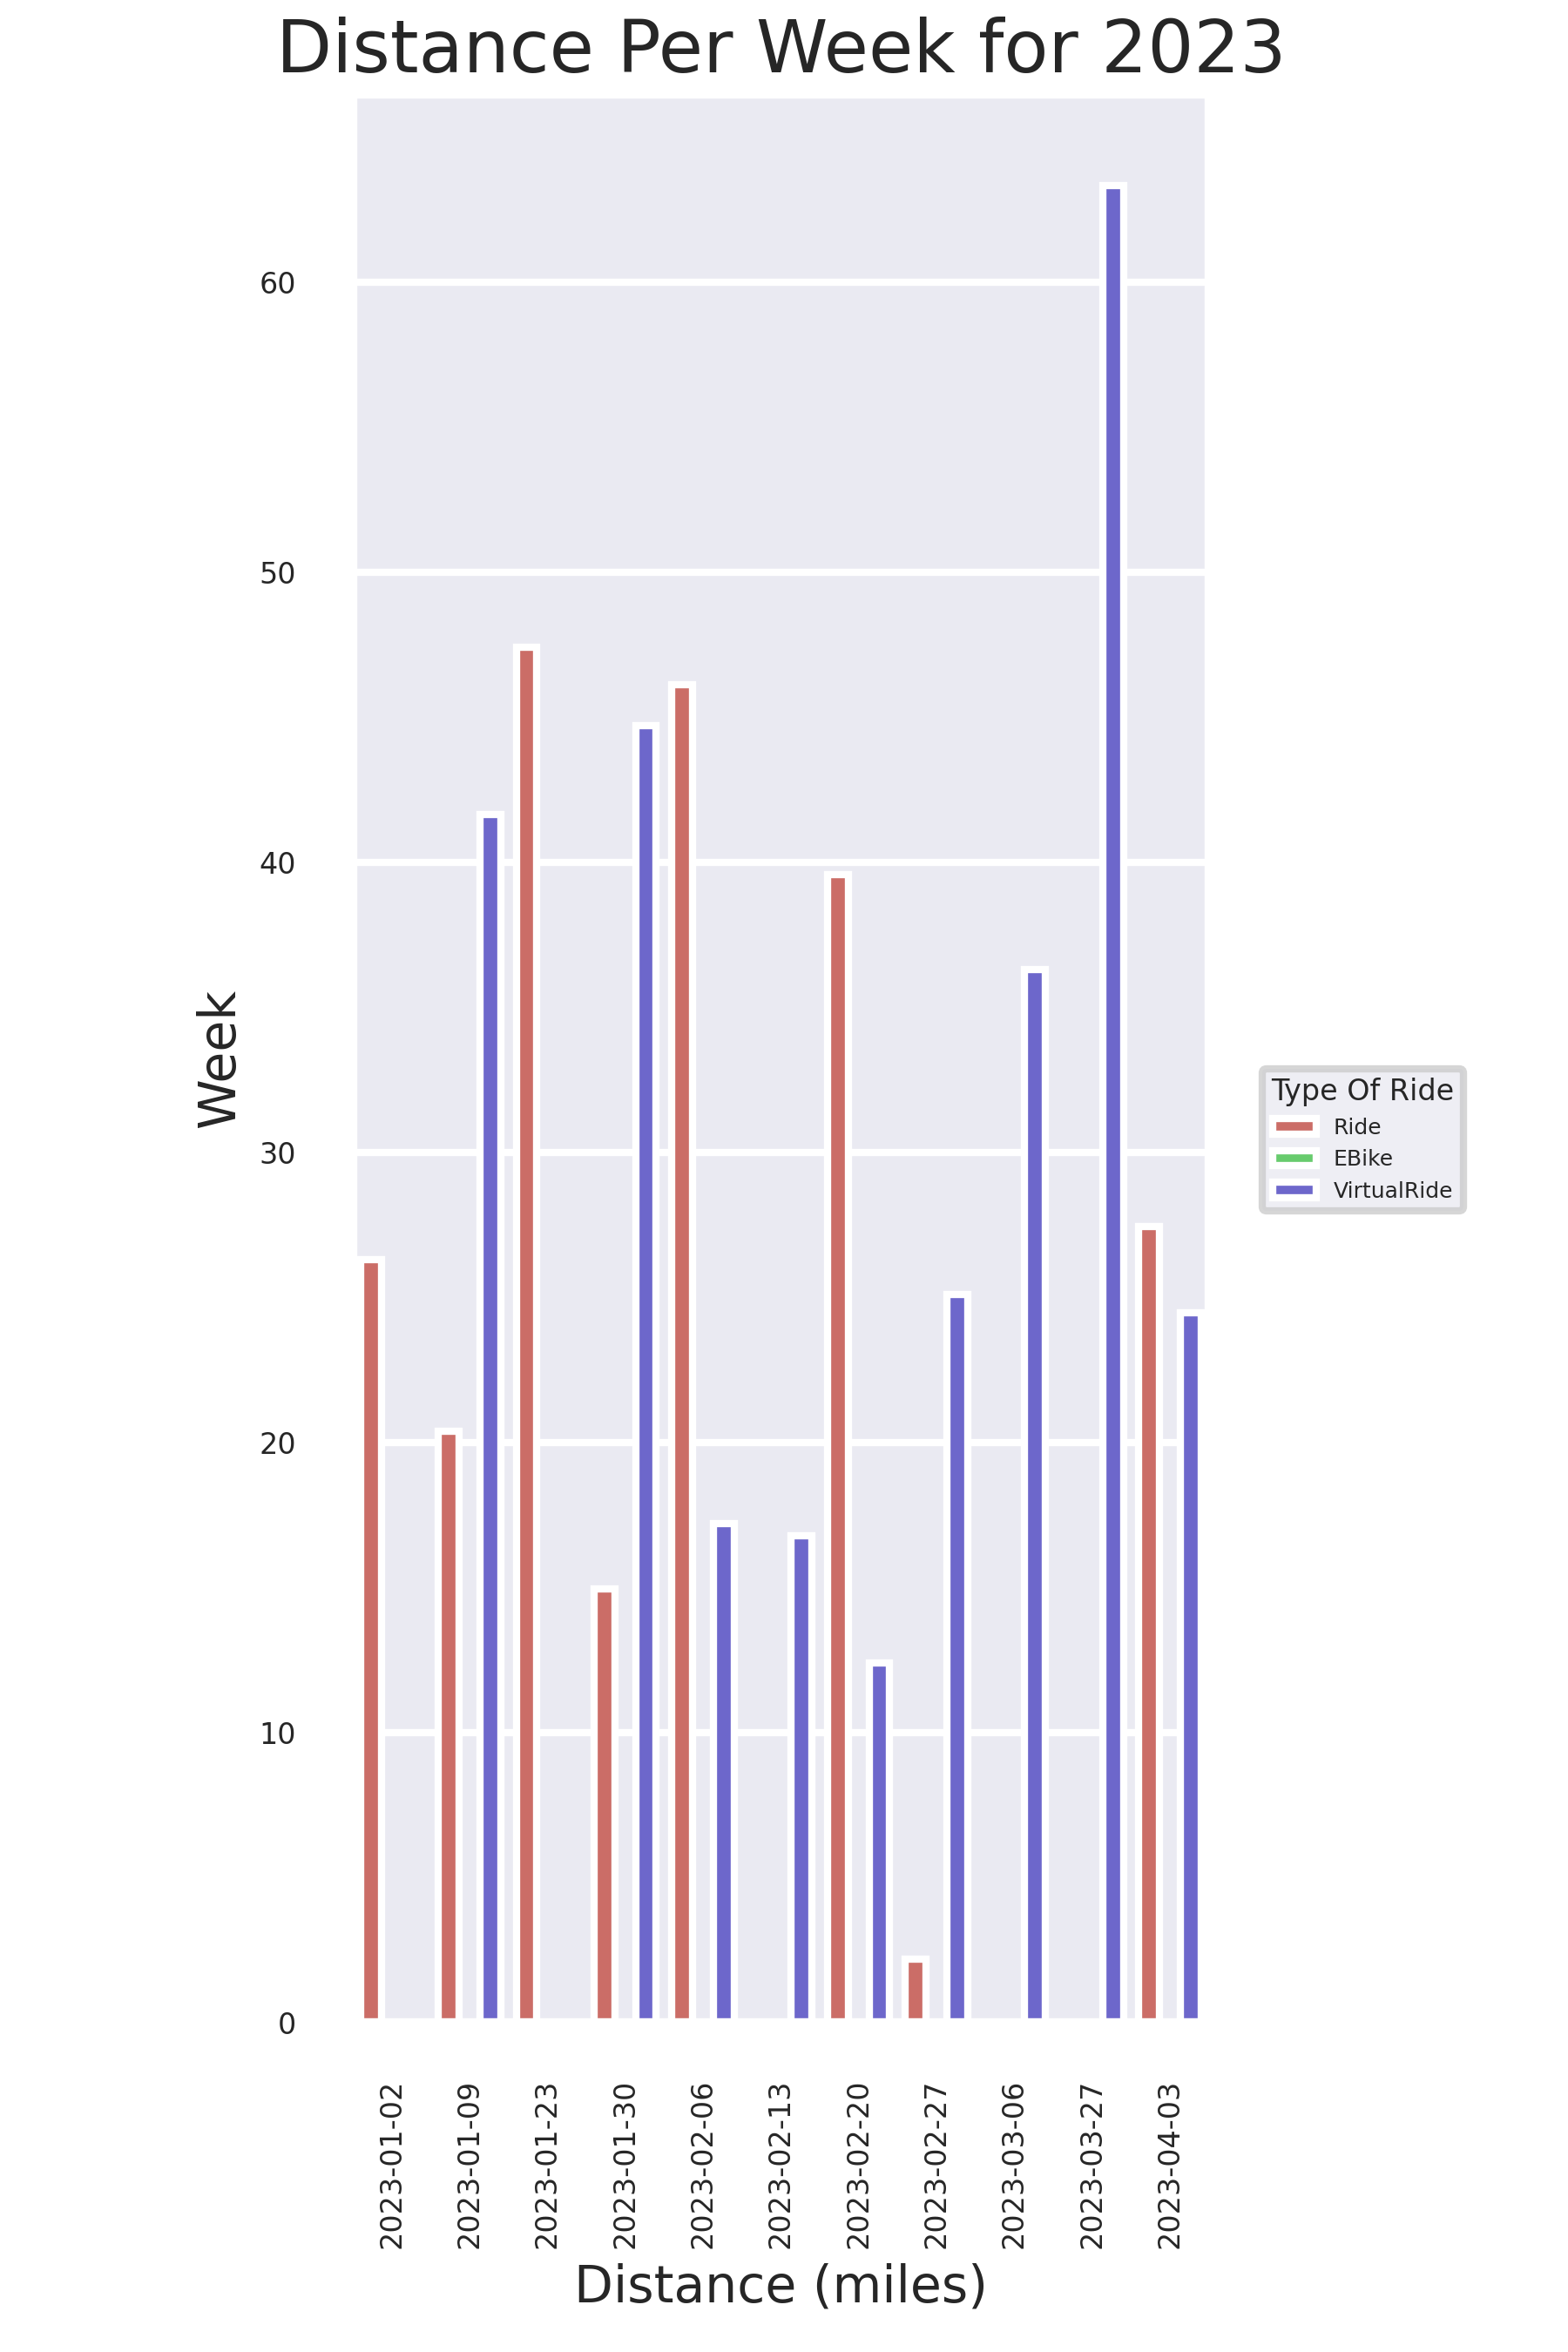 Distance Per Week for 2023
60
50
40
30
20
10
0
Week
2023-01-02
2023-01-09
2023-01-23
2023-01-30
2023-02-06
2023-02-13
2023-02-20
2023-02-27
2023-03-06
2023-03-27
2023-04-03
Distance (miles)
Type Of Ride
Ride
EBike
VirtualRide